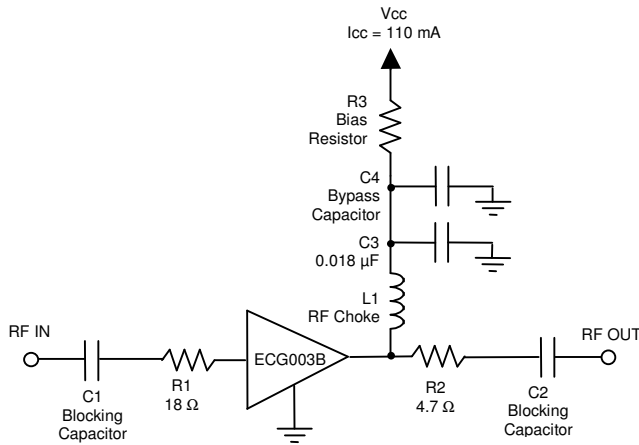 Vcc
Icc = 110 mA
R3
Bias
Resistor
C4
Bypass
Capacitor
C3
0.018 µF
L1
RF Choke
RF IN
ECG003B
RF OUT
C1
Blocking
Capacitor
R1
18 Ω
R2
4.7 Ω
C2
Blocking
Capacitor